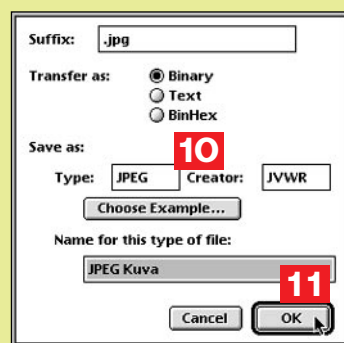 Suffix: .jpg
Transfer as: Binary
Text
BinHex
Save as:
10
Type: JPEG Creator: JVWR
Choose Example...
Name for this type of file:
JPEG Kuva
11
Cancel OK